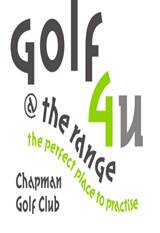 Golf
4u
@ the range
the perfect place to practise
Chapman
Golf Club